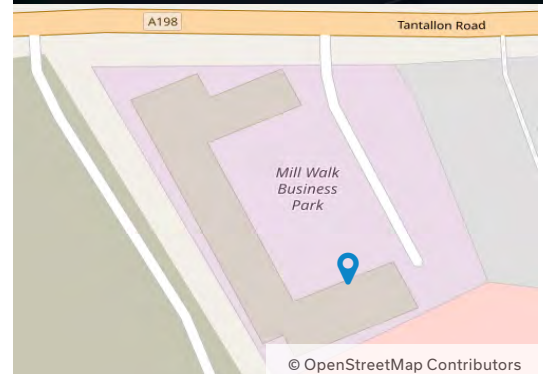 A198
Tantallon Road
Mill Walk
Business
Park
© OpenStreetMap Contributors